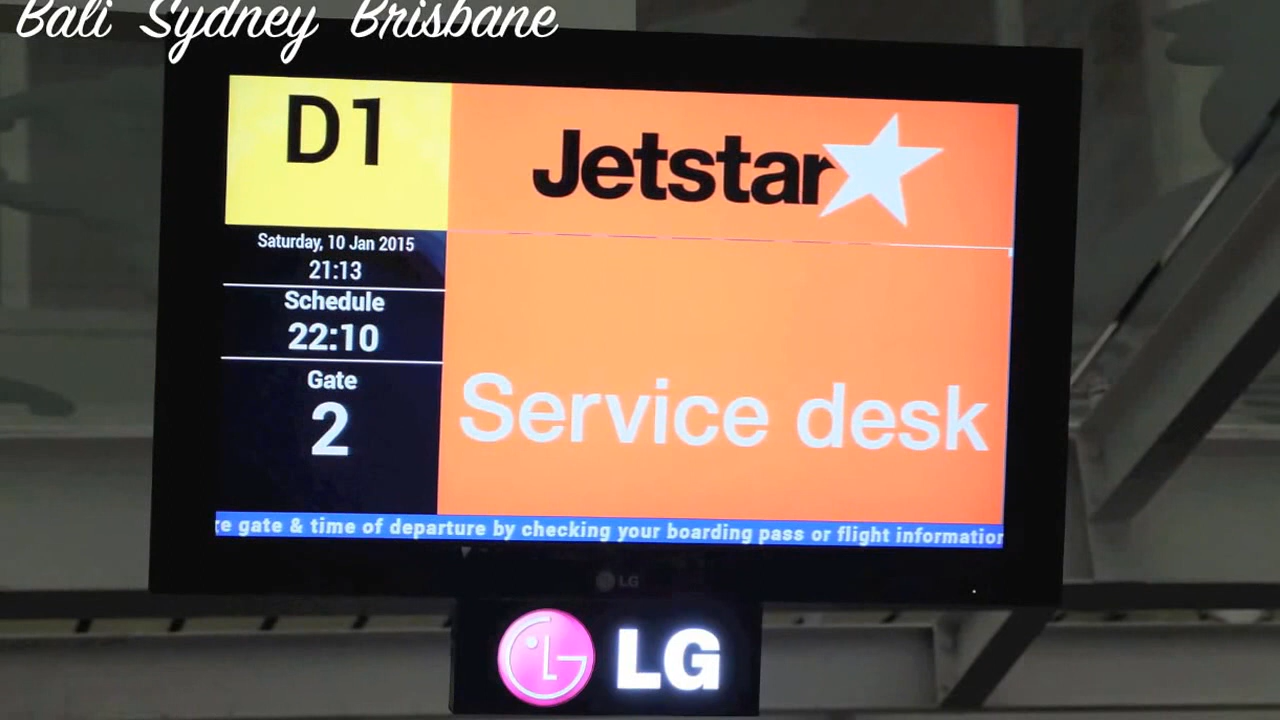 Bali Sydney Brisbane
D1
Jetstar
Saturday, 10 Jan 2015
21:13
Schedule
22:10
Gate
2
Service desk
gate & time of departure by checking your boarding pass or flight information
LG
LG